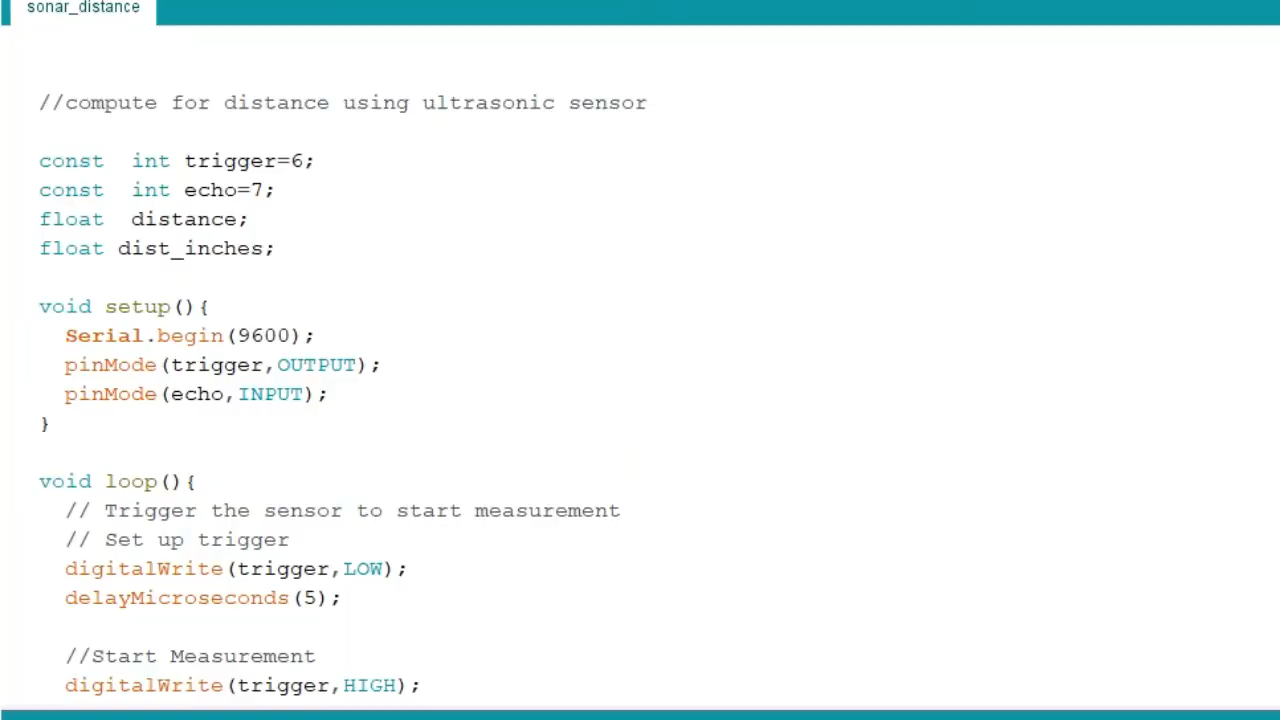 sonar_distance
//compute for distance using ultrasonic sensor
const  int trigger=6;
const  int echo=7;
float  distance;
float dist_inches;
void setup(){
  Serial.begin(9600);
  pinMode(trigger,OUTPUT);
  pinMode(echo,INPUT);
}
void loop(){
  // Trigger the sensor to start measurement
  // Set up trigger
  digitalWrite(trigger,LOW);
  delayMicroseconds(5);
  //Start Measurement
  digitalWrite(trigger,HIGH);